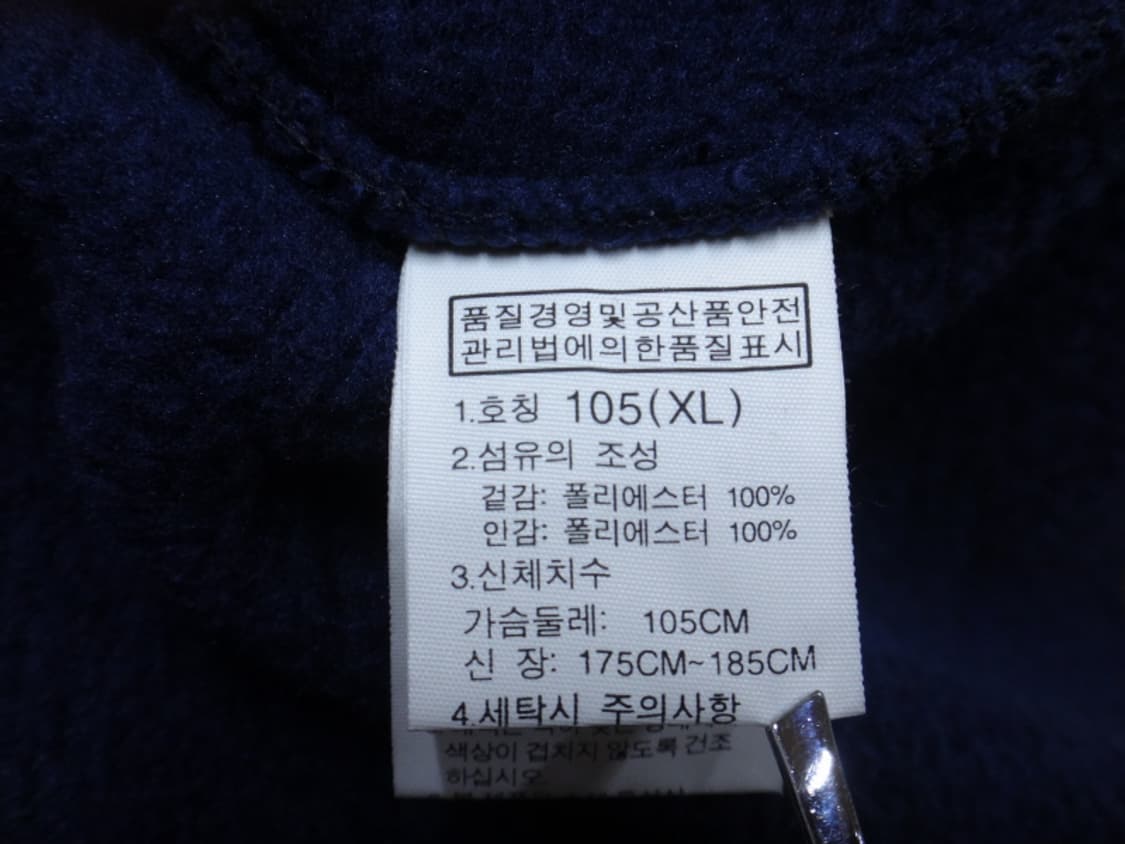 품질경영및공산품안전
관리법에의한품질표시
1.호칭 105(XL)
2.섬유의 조성
겉감: 폴리에스터 100%
인감: 폴리에스터 100%
3.신체치수
가슴둘레: 105CM
신 장: 175CM~185CM
4.세탁시 주의사항
색상이 겹치지 않도록 건조
하십시오